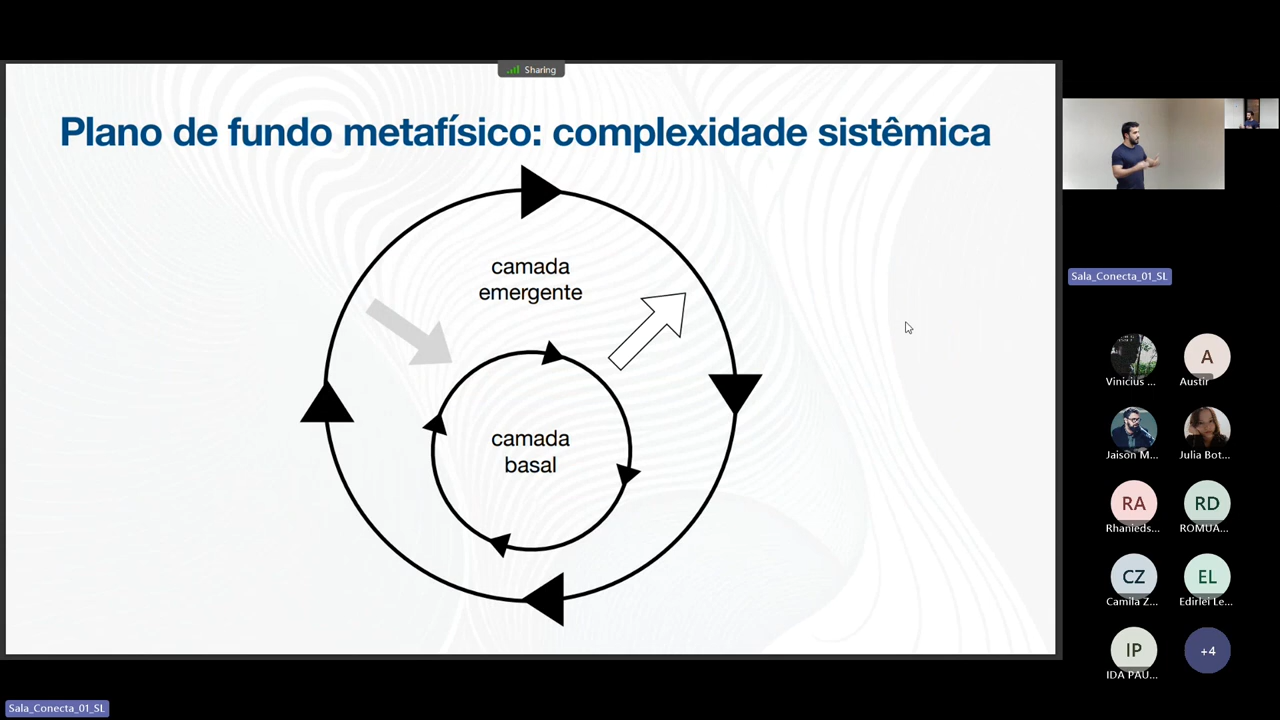 Sharing
Plano de fundo metafísico: complexidade sistêmica
camada
emergente
camada
basal
Sala_Conecta_01_SL
Vinicius ...
A
Austir
Jaison M...
Julia Bot...
RA
Rhanieds...
RD
ROMUA...
CZ
Camila Z...
EL
Edirlei Le...
IP
IDA PAU...
+4
Sala_Conecta_01_SL